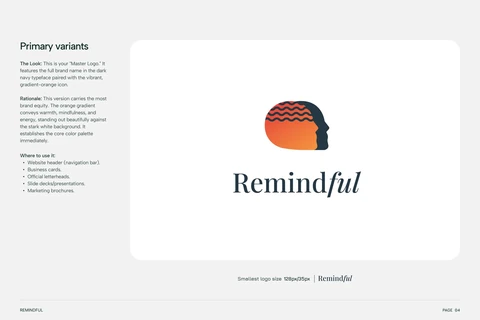 Primary variants
The Look: This is your "Master Logo." It
features the full brand name in the dark
navy typeface paired with the vibrant,
gradient-orange icon.
Rationale: This version carries the most
brand equity. The orange gradient
conveys warmth, mindfulness, and
energy, standing out beautifully against
the stark white background. It
establishes the core color palette
immediately.
Where to use it:
• Website header (navigation bar).
• Business cards.
• Official letterheads.
• Slide decks/presentations.
• Marketing brochures.
Remindful
Smallest logo size 128px/35px | Remindful
REMINDFUL
PAGE 04